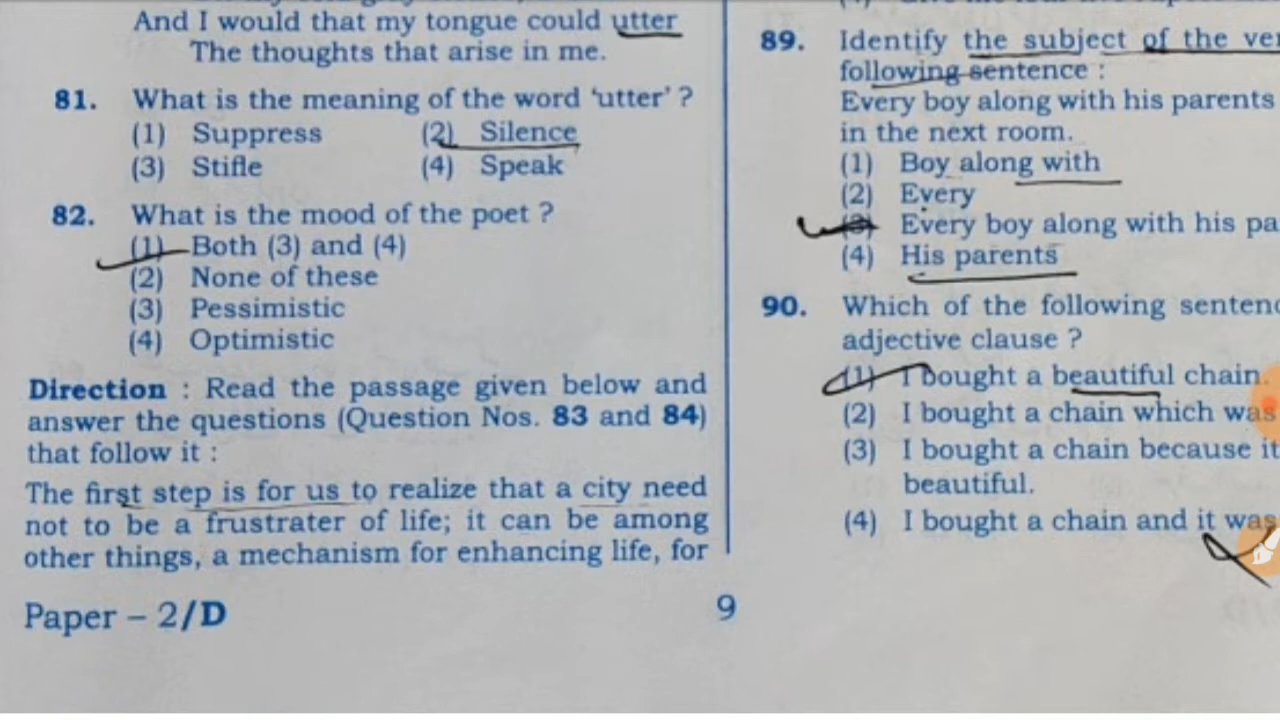 And I would that my tongue could utter
The thoughts that arise in me.
81. What is the meaning of the word ‘utter’ ?
(1) Suppress (2) Silence
(3) Stifle (4) Speak
82. What is the mood of the poet ?
(1) Both (3) and (4)
(2) None of these
(3) Pessimistic
(4) Optimistic
Direction : Read the passage given below and
answer the questions (Question Nos. 83 and 84)
that follow it :
The first step is for us to realize that a city need
not to be a frustrater of life; it can be among
other things, a mechanism for enhancing life, for
Paper – 2/D
9
89. Identify the subject of the
following sentence :
Every boy along with his parents
in the next room.
(1) Boy along with
(2) Every
(3) Every boy along with his
(4) His parents
90. Which of the following
adjective clause ?
(1) I bought a beautiful chain.
(2) I bought a chain which was
(3) I bought a chain because it
beautiful.
(4) I bought a chain and it was